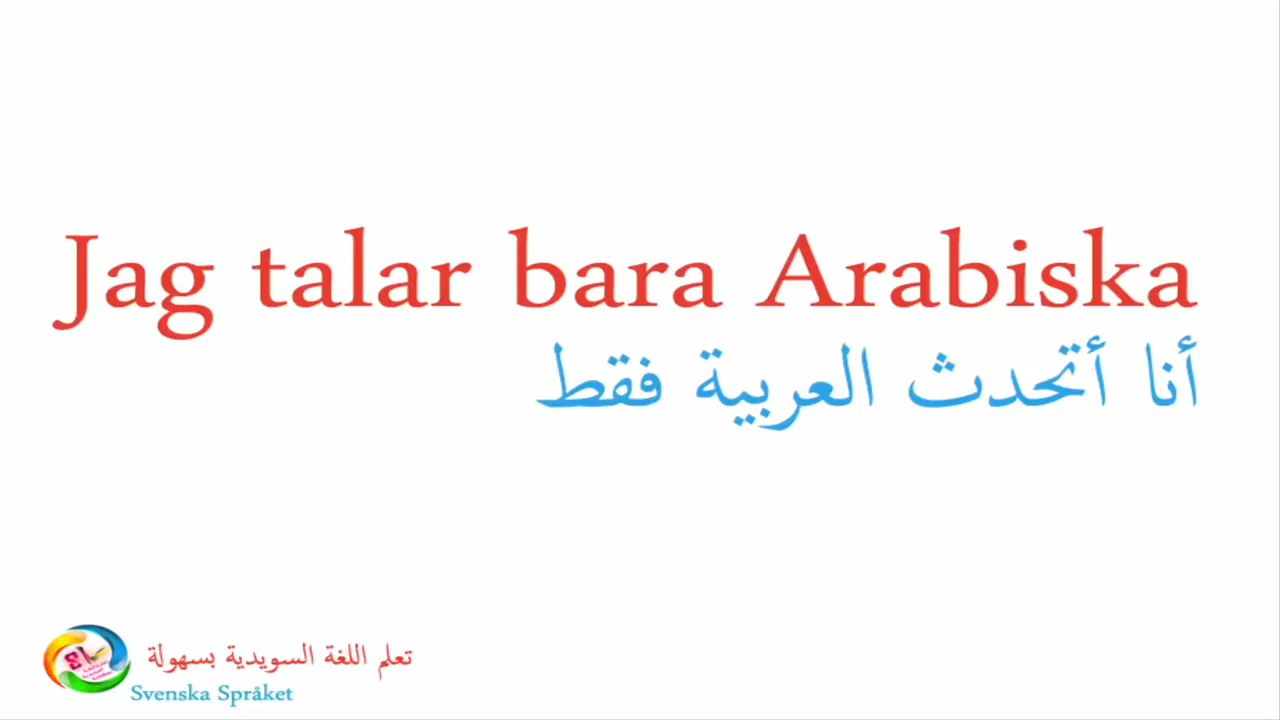 Jag talar bara Arabiska
أنا أتحدث العربية فقط
تعلم اللغة السويدية بسهولة
Svenska Språket